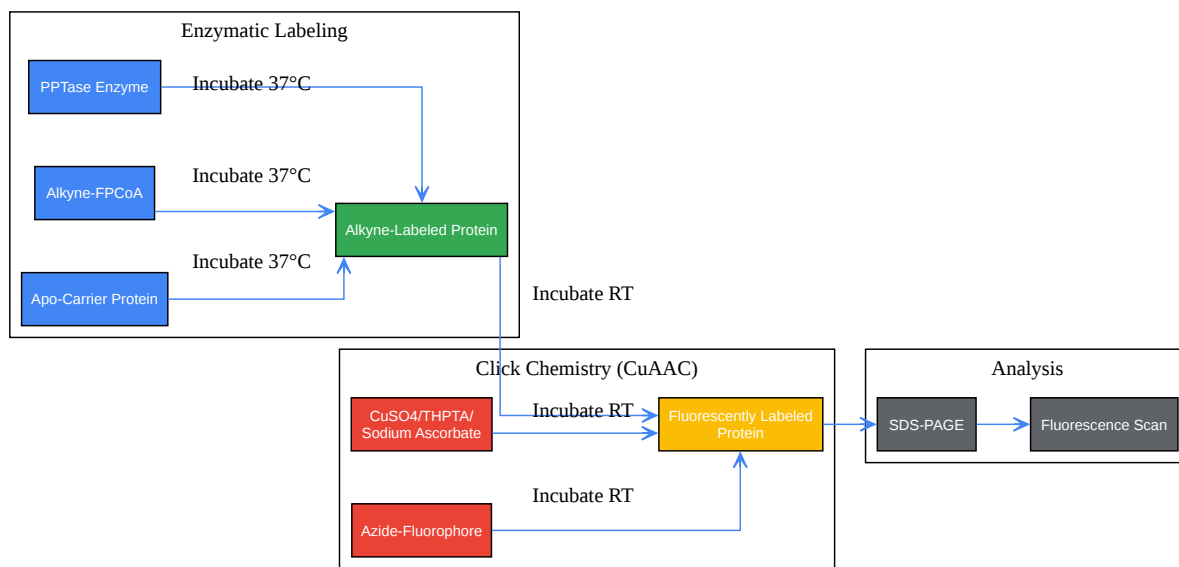 Enzymatic Labeling
PPTase Enzyme
Incubate 37°C
Alkyne-FPCoA
Incubate 37°C
Alkyne-Labeled Protein
Apo-Carrier Protein
Incubate 37°C
Incubate RT
Click Chemistry (CuAAC)
CuSO4/THPTA/
Sodium Ascorbate
Incubate RT
Fluorescently Labeled
Protein
Azide-Fluorophore
Incubate RT
Analysis
SDS-PAGE
Fluorescence Scan